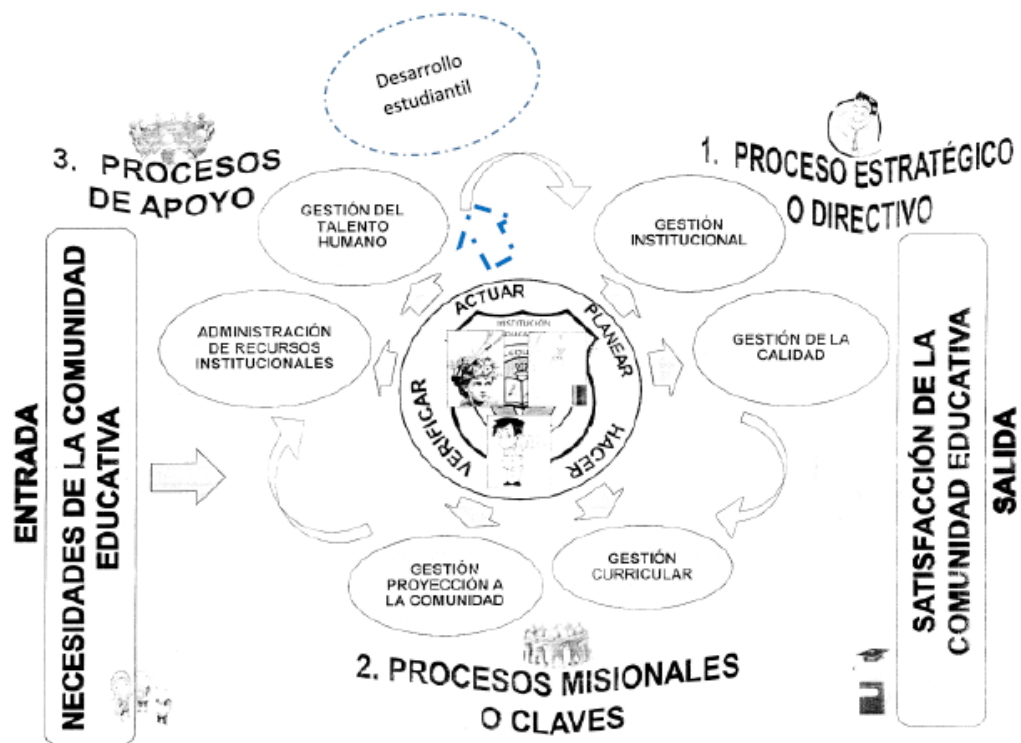 Desarrollo
estudiantil
3. PROCESOS
DE APOYO
1. PROCESO ESTRATÉGICO
O DIRECTIVO
GESTIÓN DEL
TALENTO
HUMANO
GESTIÓN
INSTITUCIONAL
ADMINISTRACIÓN
DE RECURSOS
INSTITUCIONALES
GESTIÓN DE LA
CALIDAD
ACTUAR
PLANEAR
HACER
VERIFICAR
INSTITUCIÓN
ENTRADA
NECESIDADES DE LA COMUNIDAD
EDUCATIVA
GESTIÓN
PROYECCIÓN A
LA COMUNIDAD
GESTIÓN
CURRICULAR
2. PROCESOS MISIONALES
O CLAVES
SATISFACCIÓN DE LA
COMUNIDAD EDUCATIVA
SALIDA